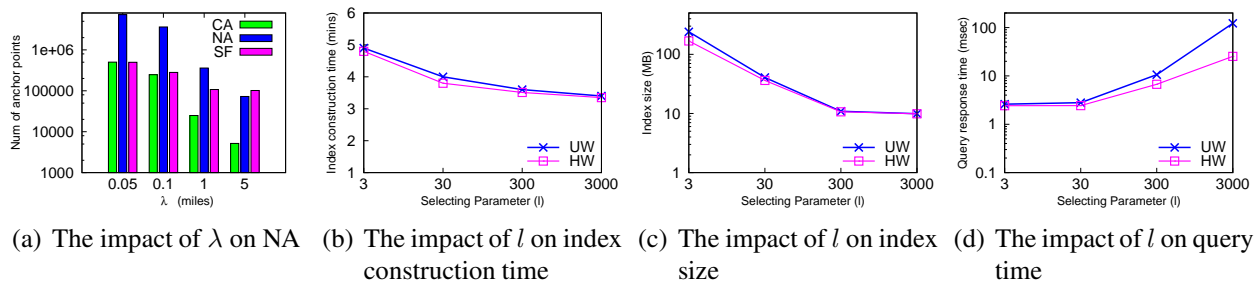 Num of anchor points
1e+06
100000
10000
1000
CA
NA
SF
0.05 0.1 1 5
λ (miles)
Index construction time (mins)
6
5
4
3
2
1
UW
HW
3 30 300 3000
Selecting Parameter (l)
Index size (MB)
100
10
1
UW
HW
3 30 300 3000
Selecting Parameter (l)
Query response time (msec)
100
10
1
0.1
UW
HW
3 30 300 3000
Selecting Parameter (l)
(a) The impact of λ on NA
(b) The impact of l on index
construction time
(c) The impact of l on index
size
(d) The impact of l on query
time